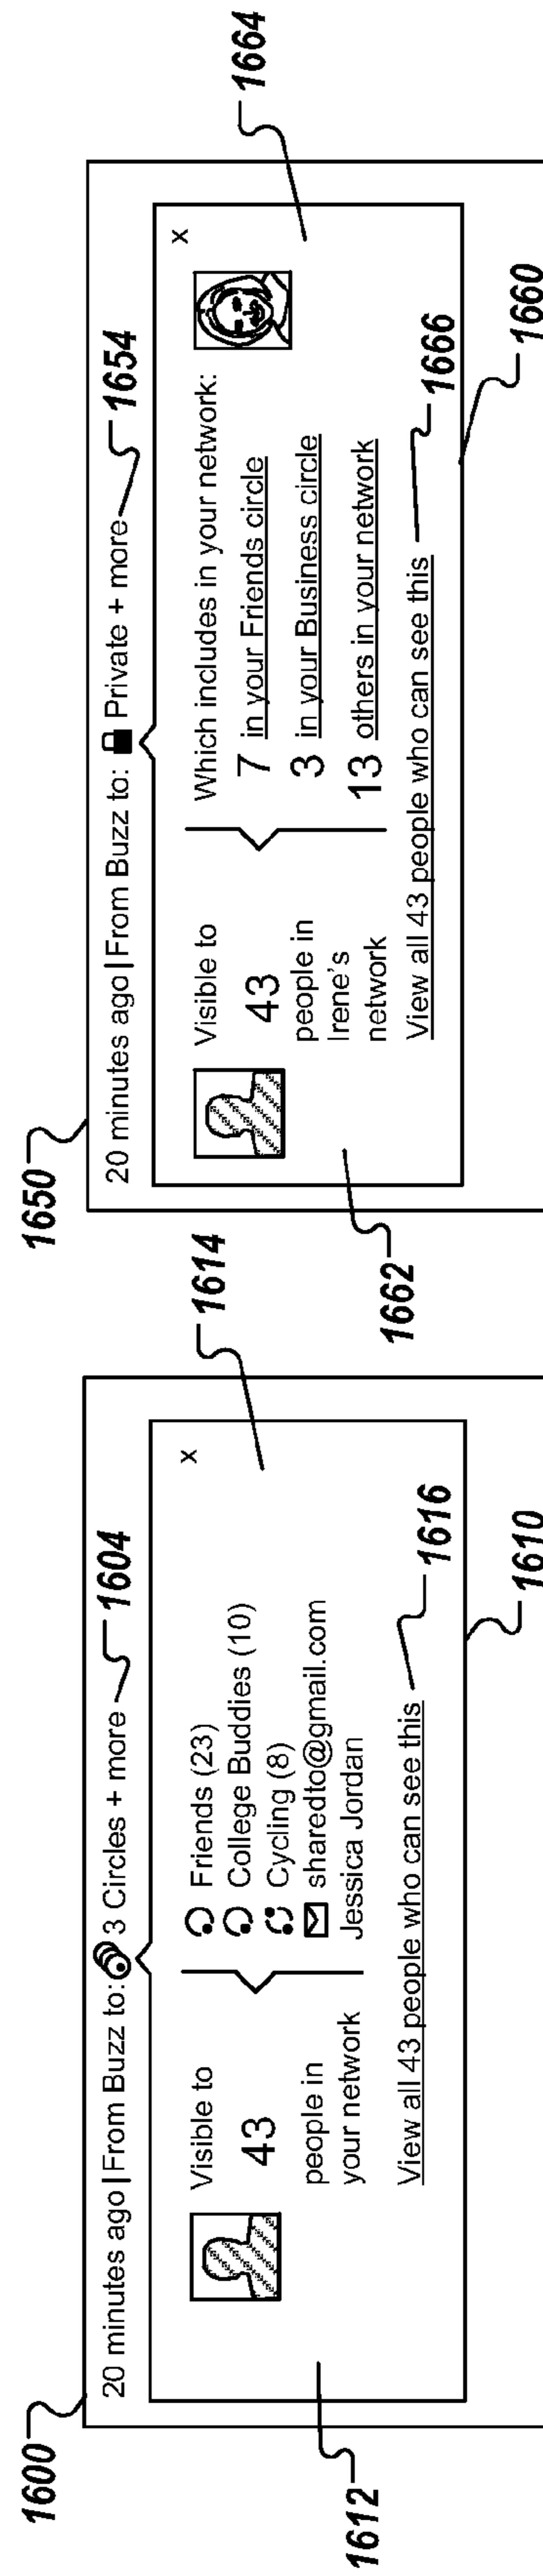 1600
20 minutes ago | From Buzz to: 3 Circles + more
1604
x
Visible to
43
people in
your network
Friends (23)
College Buddies (10)
Cycling (8)
sharedto@gmail.com
Jessica Jordan
View all 43 people who can see this
1612
1614
1616
1610
1650
20 minutes ago | From Buzz to: Private + more
1654
x
Visible to
43
people in
Irene's
network
Which includes in your network:
7 in your Friends circle
3 in your Business circle
13 others in your network
View all 43 people who can see this
1662
1664
1666
1660